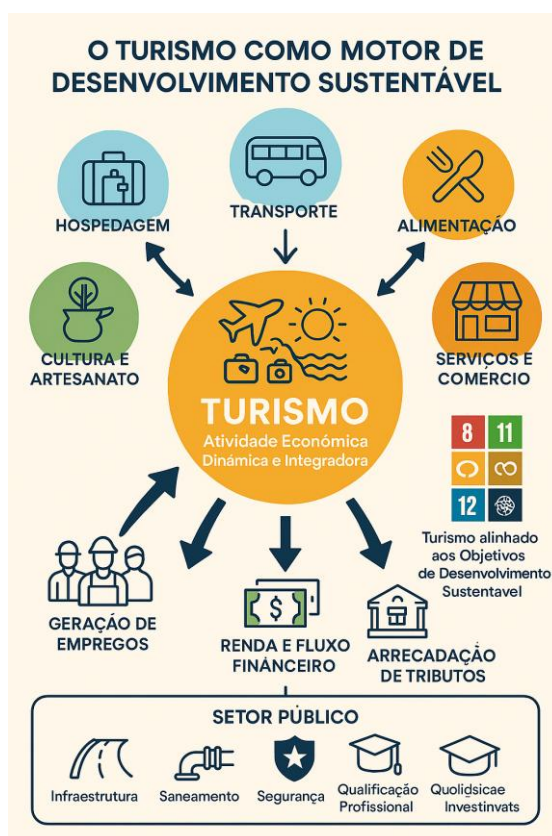 O TURISMO COMO MOTOR DE
DESENVOLVIMENTO SUSTENTÁVEL
HOSPEDAGEM
TRANSPORTE
ALIMENTAÇÃO
CULTURA E
ARTESANATO
SERVIÇOS E
COMÉRCIO
TURISMO
Atividade Económica
Dinámica e Integradora
8 11
12
Turismo alinhado
aos Objetivos
de Desenvolvimento
Sustentavel
GERAÇÃO DE
EMPREGOS
$
RENDA E FLUXO
FINÁNCEIRO
ARRECADAÇÃO
DE TRIBUTOS
SETOR PÚBLICO
Infraestrutura
Saneamento
Segurança
Qualificação
Profissional
Quolidsicae
Investinvats